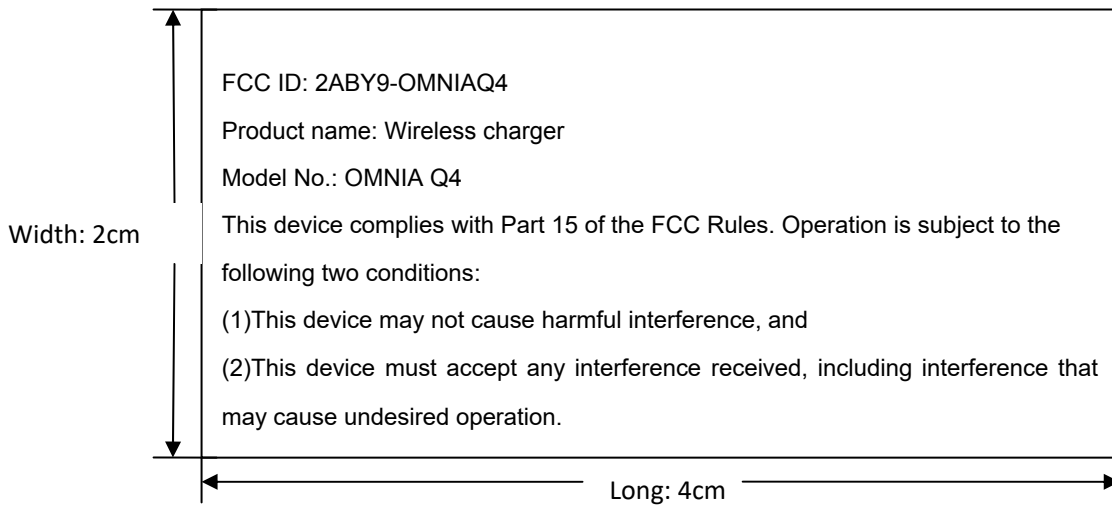 FCC ID: 2ABY9-OMNIAQ4
Product name: Wireless charger
Model No.: OMNIA Q4
Width: 2cm
This device complies with Part 15 of the FCC Rules. Operation is subject to the
following two conditions:
(1)This device may not cause harmful interference, and
(2)This device must accept any interference received, including interference that
may cause undesired operation.
Long: 4cm